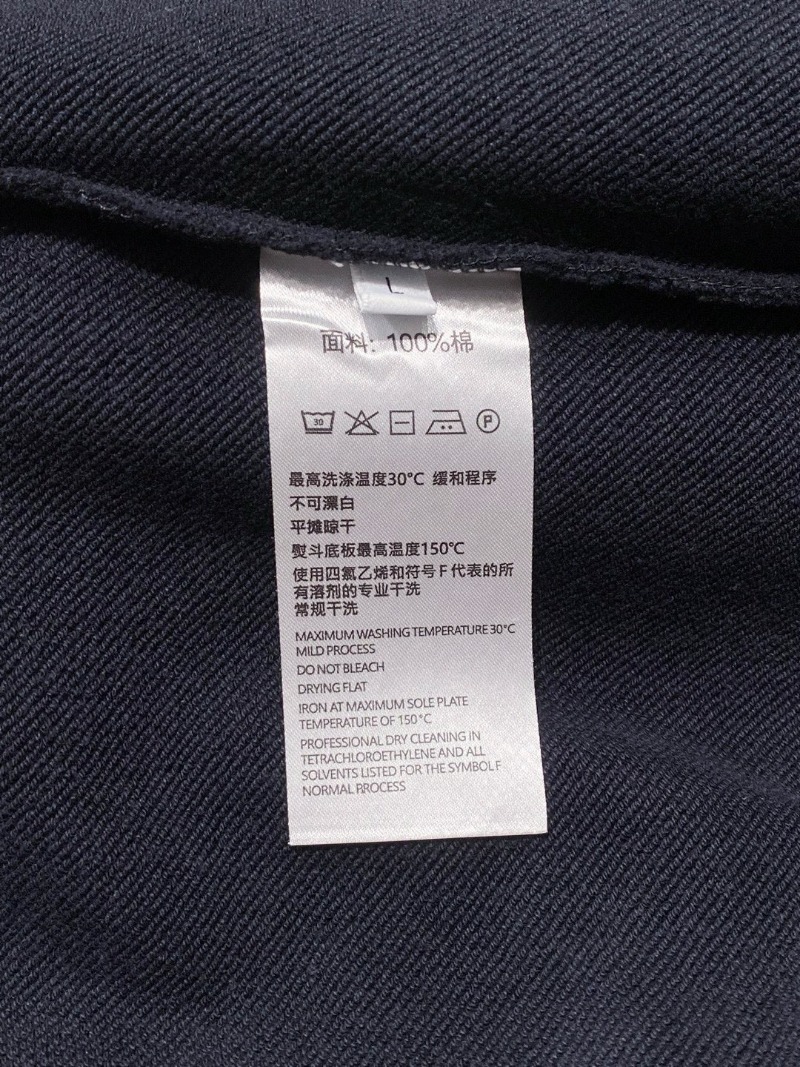 L
面料: 100%棉
30 P
最高洗涤温度30°C 缓和程序
不可漂白
平摊晾干
熨斗底板最高温度150℃
使用四氯乙烯和符号F代表的所
有溶剂的专业干洗
常规干洗
MAXIMUM WASHING TEMPERATURE 30°C
MILD PROCESS
DO NOT BLEACH
DRYING FLAT
IRON AT MAXIMUM SOLE PLATE
TEMPERATURE OF 150°C
PROFESSIONAL DRY CLEANING IN
TETRACHLOROETHYLENE AND ALL
SOLVENTS LISTED FOR THE SYMBOL F
NORMAL PROCESS